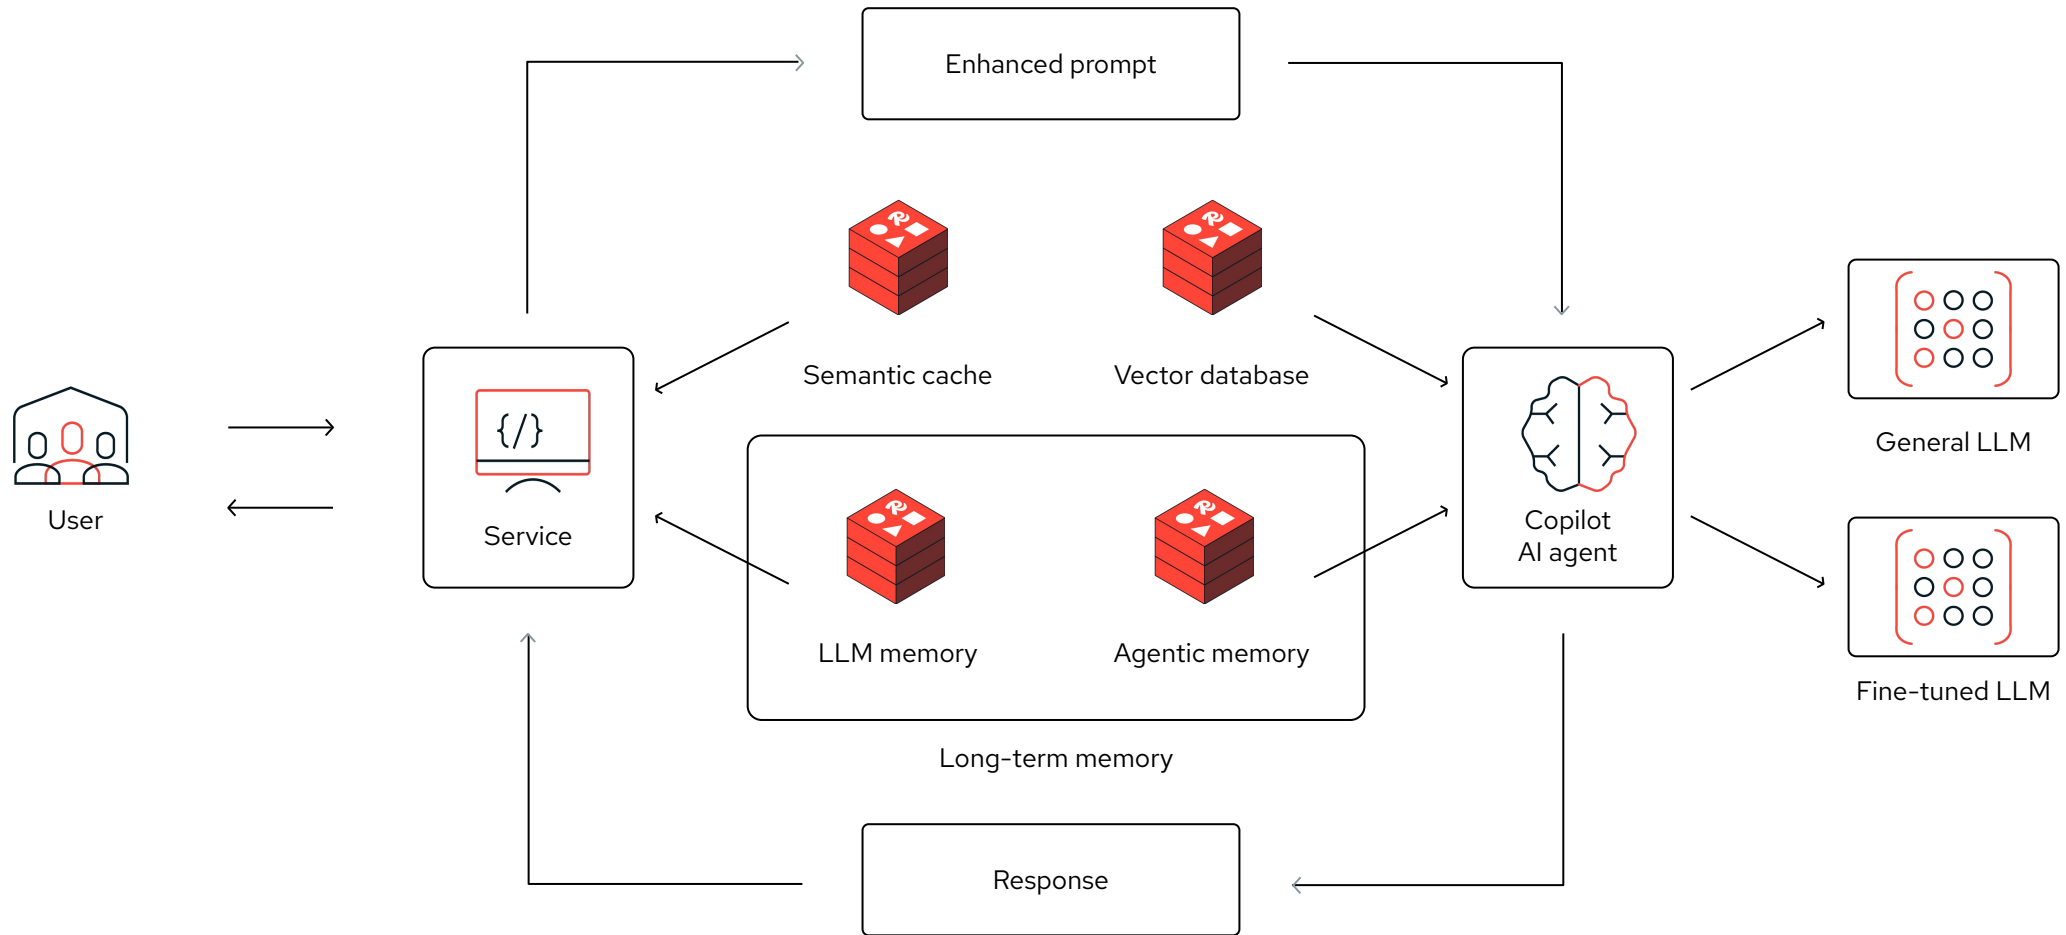 Enhanced prompt
Semantic cache
Vector database
{/}
Service
User
Copilot
AI agent
General LLM
LLM memory
Agentic memory
Fine-tuned LLM
Long-term memory
Response